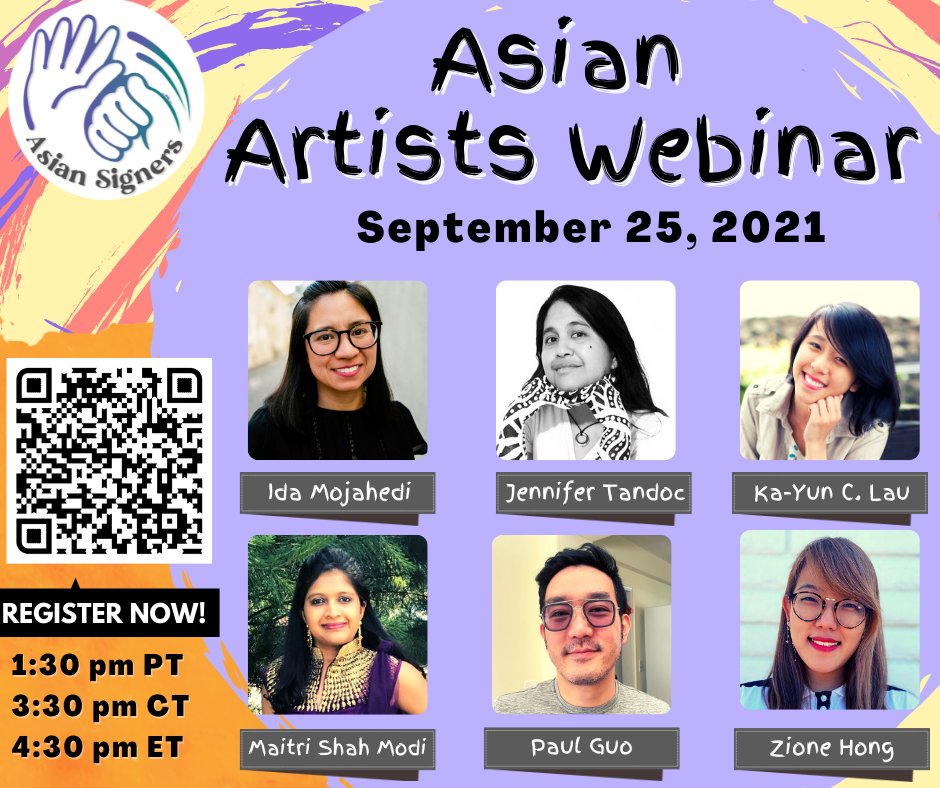 Asian Signers
Asian
Artists Webinar
September 25, 2021
Ida Mojahedi
Jennifer Tandoc
Ka-Yun C. Lau
REGISTER NOW!
1:30 pm PT
3:30 pm CT
4:30 pm ET
Maitri Shah Modi
Paul Guo
Zione Hong